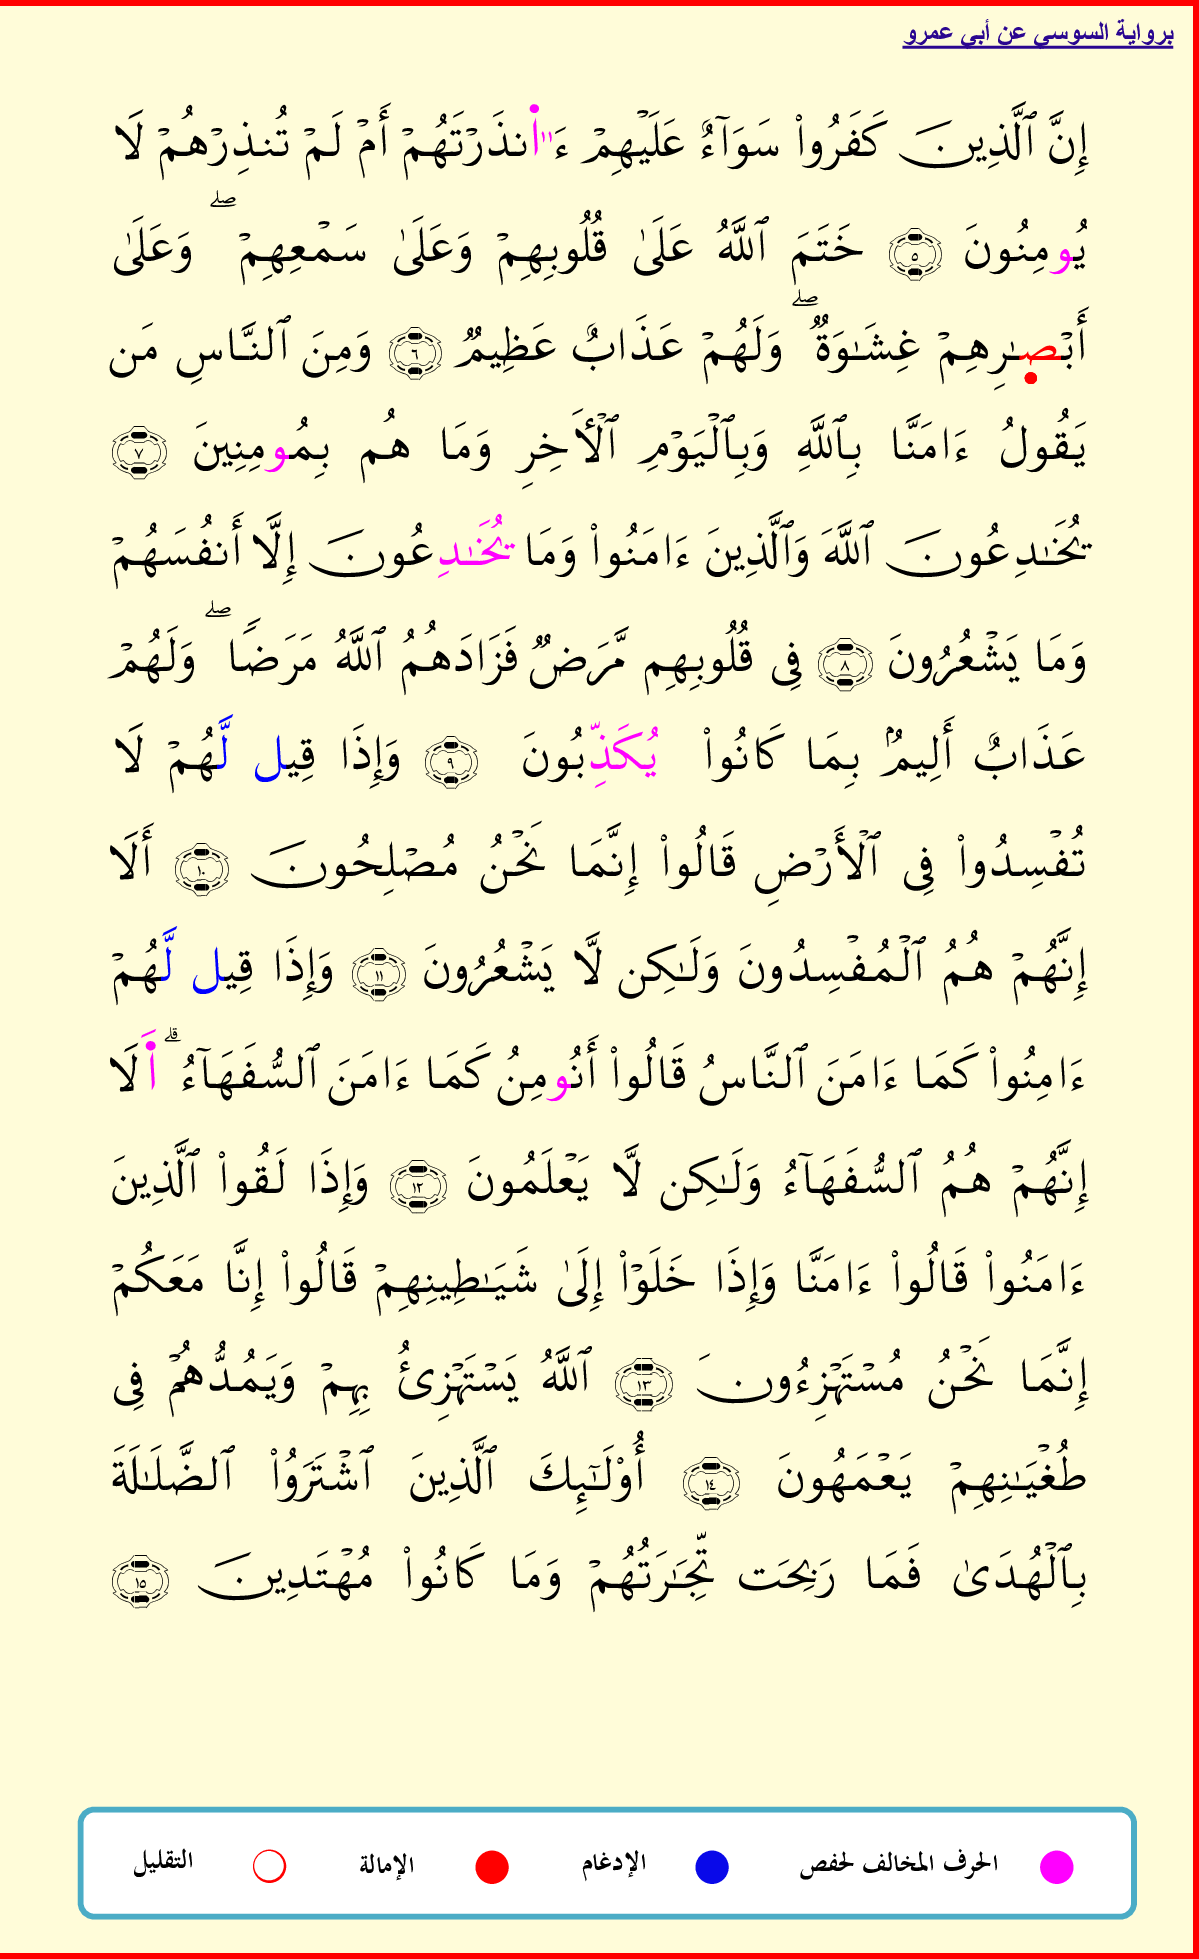 برواية السوسي عن أبي عمرو
إِنَّ ٱلَّذِينَ كَفَرُواْ سَوَآءٌ عَلَيْهِمْ ءَا۬نذَرْتَهُمْ أَمْ لَمْ تُنذِرْهُمْ لَا
يُومِنُونَ ٥ خَتَمَ ٱللَّهُ عَلَىٰ قُلُوبِهِمْ وَعَلَىٰ سَمْعِهِمْۖ وَعَلَىٰ
أَبْصٜـٰرِهِمْ غِشَـٰوَةٌۖ وَلَهُمْ عَذَابٌ عَظِيمٌ ٦ وَمِنَ ٱلنَّاسِ مَن
يَقُولُ ءَامَنَّا بِٱللَّهِ وَبِٱلْيَوْمِ ٱلْأَخِرِ وَمَا هُم بِمُومِنِينَ ٧
يُخَـٰدِعُونَ ٱللَّهَ وَٱلَّذِينَ ءَامَنُواْ وَمَا يُخَـٰدِعُونَ إِلَّا أَنفُسَهُمْ
وَمَا يَشْعُرُونَ ٨ فِى قُلُوبِهِم مَّرَضٌ فَزَادَهُمُ ٱللَّهُ مَرَضًاۖ وَلَهُمْ
عَذَابٌ أَلِيمٌۢ بِمَا كَانُواْ يُكَذِّبُونَ ٩ وَإِذَا قِيل لَّهُمْ لَا
تُفْسِدُواْ فِى ٱلْأَرْضِ قَالُواْ إِنَّمَا نَحْنُ مُصْلِحُونَ ١٠ أَلَا
إِنَّهُمْ هُمُ ٱلْمُفْسِدُونَ وَلَـٰكِن لَّا يَشْعُرُونَ ١١ وَإِذَا قِيل لَّهُمْ
ءَامِنُواْ كَمَا ءَامَنَ ٱلنَّاسُ قَالُواْ أَنُومِنُ كَمَا ءَامَنَ ٱلسُّفَهَآءُۗ اَ۬لَا
إِنَّهُمْ هُمُ ٱلسُّفَهَآءُ وَلَـٰكِن لَّا يَعْلَمُونَ ١٢ وَإِذَا لَقُواْ ٱلَّذِينَ
ءَامَنُواْ قَالُواْ ءَامَنَّا وَإِذَا خَلَوْاْ إِلَىٰ شَيَـٰطِينِهِمْ قَالُواْ إِنَّا مَعَكُمْ
إِنَّمَا نَحْنُ مُسْتَهْزِءُونَ ١٣ ٱللَّهُ يَسْتَهْزِئُ بِهِمْ وَيَمُدُّهُمْ فِى
طُغْيَـٰنِهِمْ يَعْمَهُونَ ١٤ أُوْلَـٰٓئِكَ ٱلَّذِينَ ٱشْتَرَوُاْ ٱلضَّلَـٰلَةَ
بِٱلْهُدَىٰ فَمَا رَبِحَت تِّجَـٰرَتُهُمْ وَمَا كَانُواْ مُهْتَدِينَ ١٥
الحرف المخالف لحفص الإدغام الإمالة التقليل